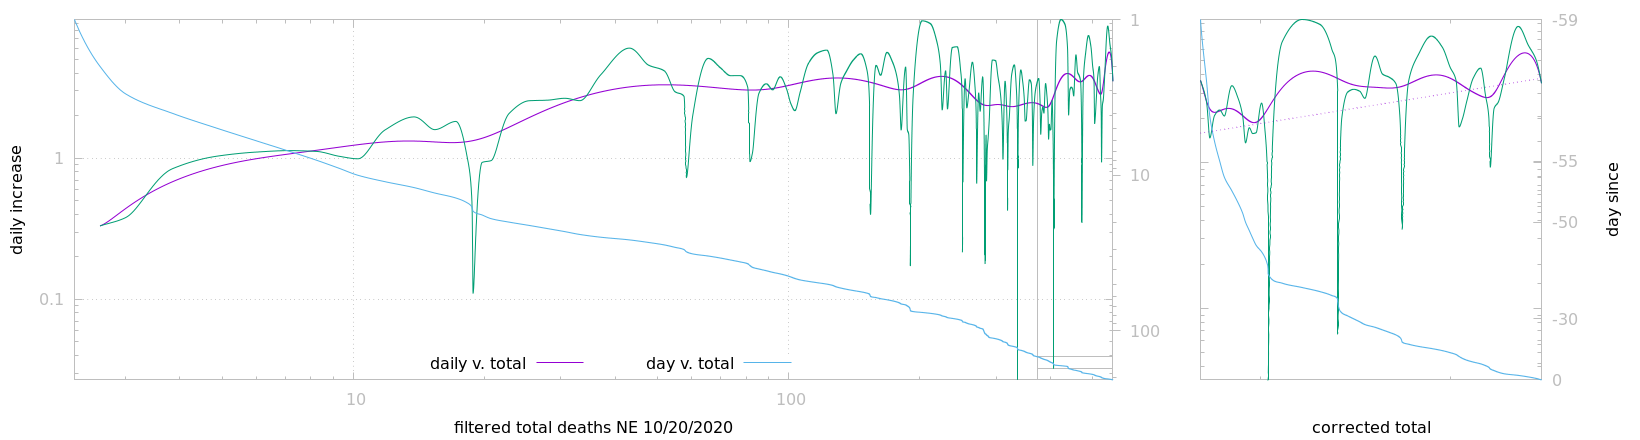 daily increase
1
0.1
10
100
1
10
100
daily v. total
day v. total
filtered total deaths NE 10/20/2020
-59
-55
-50
-30
0
day since
corrected total